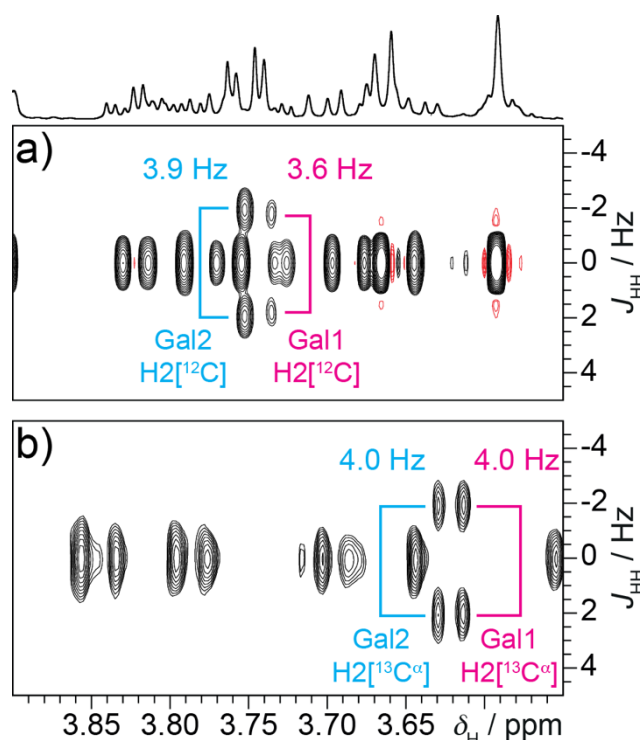 a)
3.9 Hz 3.6 Hz
Gal2 Gal1
H2[¹²C] H2[¹²C]
-4
-2
0
2
4
J_HH / Hz
b)
4.0 Hz 4.0 Hz
Gal2 Gal1
H2[¹³Cᵅ] H2[¹³Cᵅ]
-4
-2
0
2
4
J_HH / Hz
3.85 3.80 3.75 3.70 3.65 δ_H / ppm